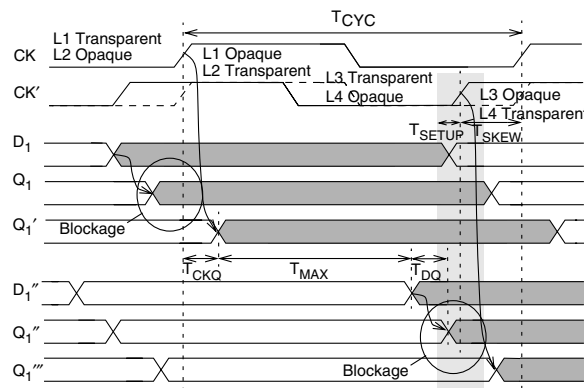 T_CYC
L1 Transparent
L2 Opaque
L1 Opaque
L2 Transparent
CK
CK′
L3 Transparent
L4 Opaque
L3 Opaque
L4 Transparent
T_SETUP
T_SKEW
D_1
Q_1
Blockage
Q_1′
T_CKQ
T_MAX
T_DQ
D_1″
Q_1″
Blockage
Q_1‴